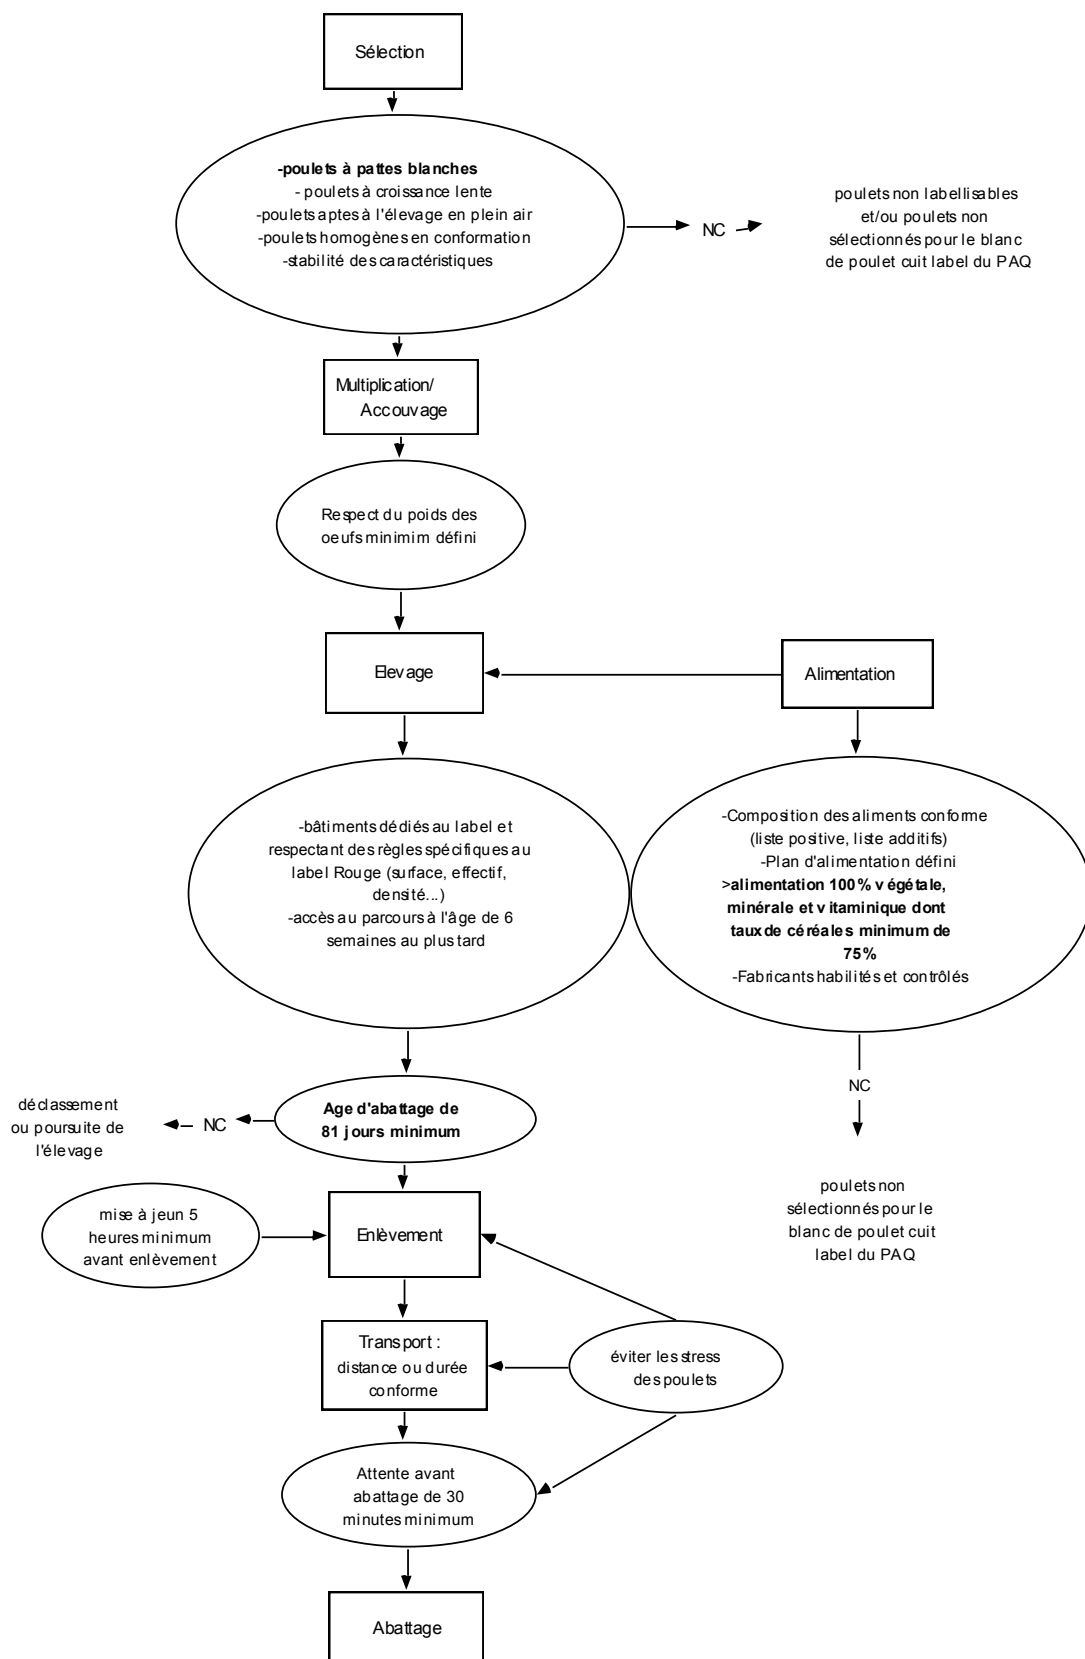 Sélection
-poulets à pattes blanches
- poulets à croissance lente
-poulets aptes à l'élevage en plein air
-poulets homogènes en conformation
-stabilité des caractéristiques
NC
poulets non labellisables
et/ou poulets non
sélectionnés pour le blanc
de poulet cuit label du PAQ
Multiplication/
Accouvage
Respect du poids des
oeufs minimim défini
Elevage
Alimentation
-bâtiments dédiés au label et
respectant des règles spécifiques au
label Rouge (surface, effectif,
densité...)
-accès au parcours à l'âge de 6
semaines au plus tard
-Composition des aliments conforme
(liste positive, liste additifs)
-Plan d'alimentation défini
>alimentation 100% végétale,
minérale et vitaminique dont
taux de céréales minimum de
75%
-Fabricants habilités et contrôlés
NC
poulets non
sélectionnés pour le
blanc de poulet cuit
label du PAQ
Age d'abattage de
81 jours minimum
NC
déclassement
ou poursuite de
l'élevage
mise à jeun 5
heures minimum
avant enlèvement
Enlèvement
Transport :
distance ou durée
conforme
éviter les stress
des poulets
Attente avant
abattage de 30
minutes minimum
Abattage